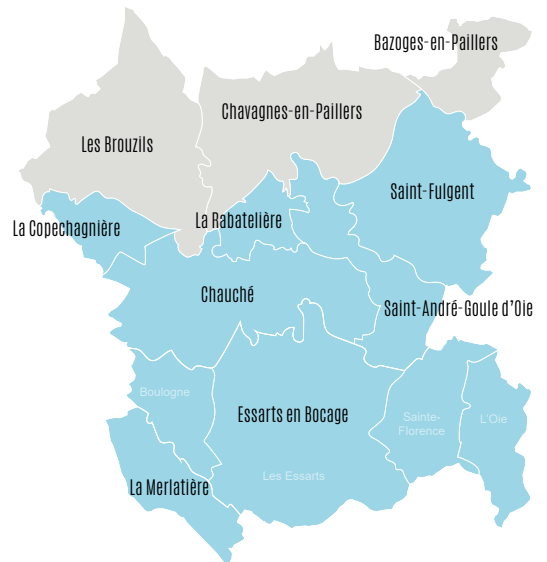 Bazoges-en-Paillers
Chavagnes-en-Paillers
Les Brouzils
Saint-Fulgent
La Rabatelière
La Copechagnière
Chauché
Saint-André-Goule d’Oie
Boulogne
Essarts en Bocage
Sainte-
Florence
L'Oie
Les Essarts
La Merlatière